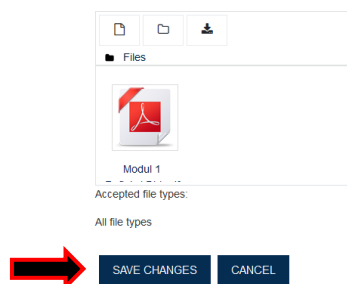 Files
Modul 1
Accepted file types:
All file types
SAVE CHANGES
CANCEL